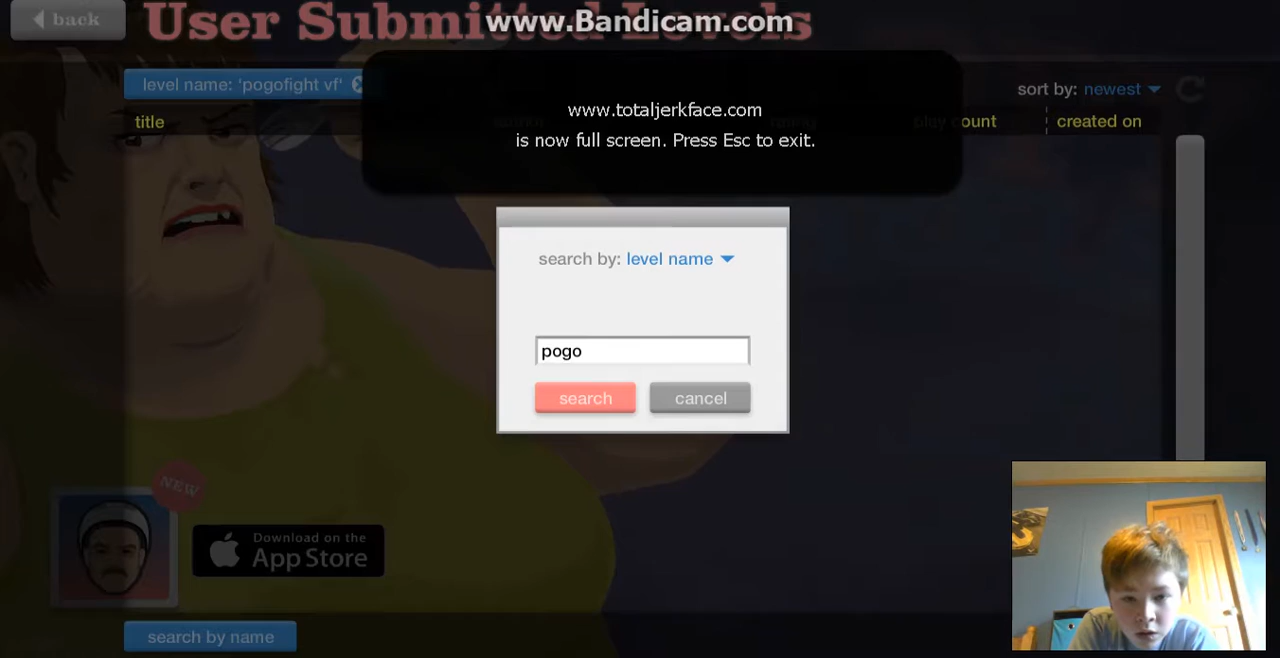 back
User Submitted Levels
www.Bandicam.com
level name: 'pogofight vf'
sort by: newest
title
count
created on
www.totaljerkface.com
is now full screen. Press Esc to exit.
search by: level name
pogo
search
cancel
NEW
Download on the
App Store
search by name